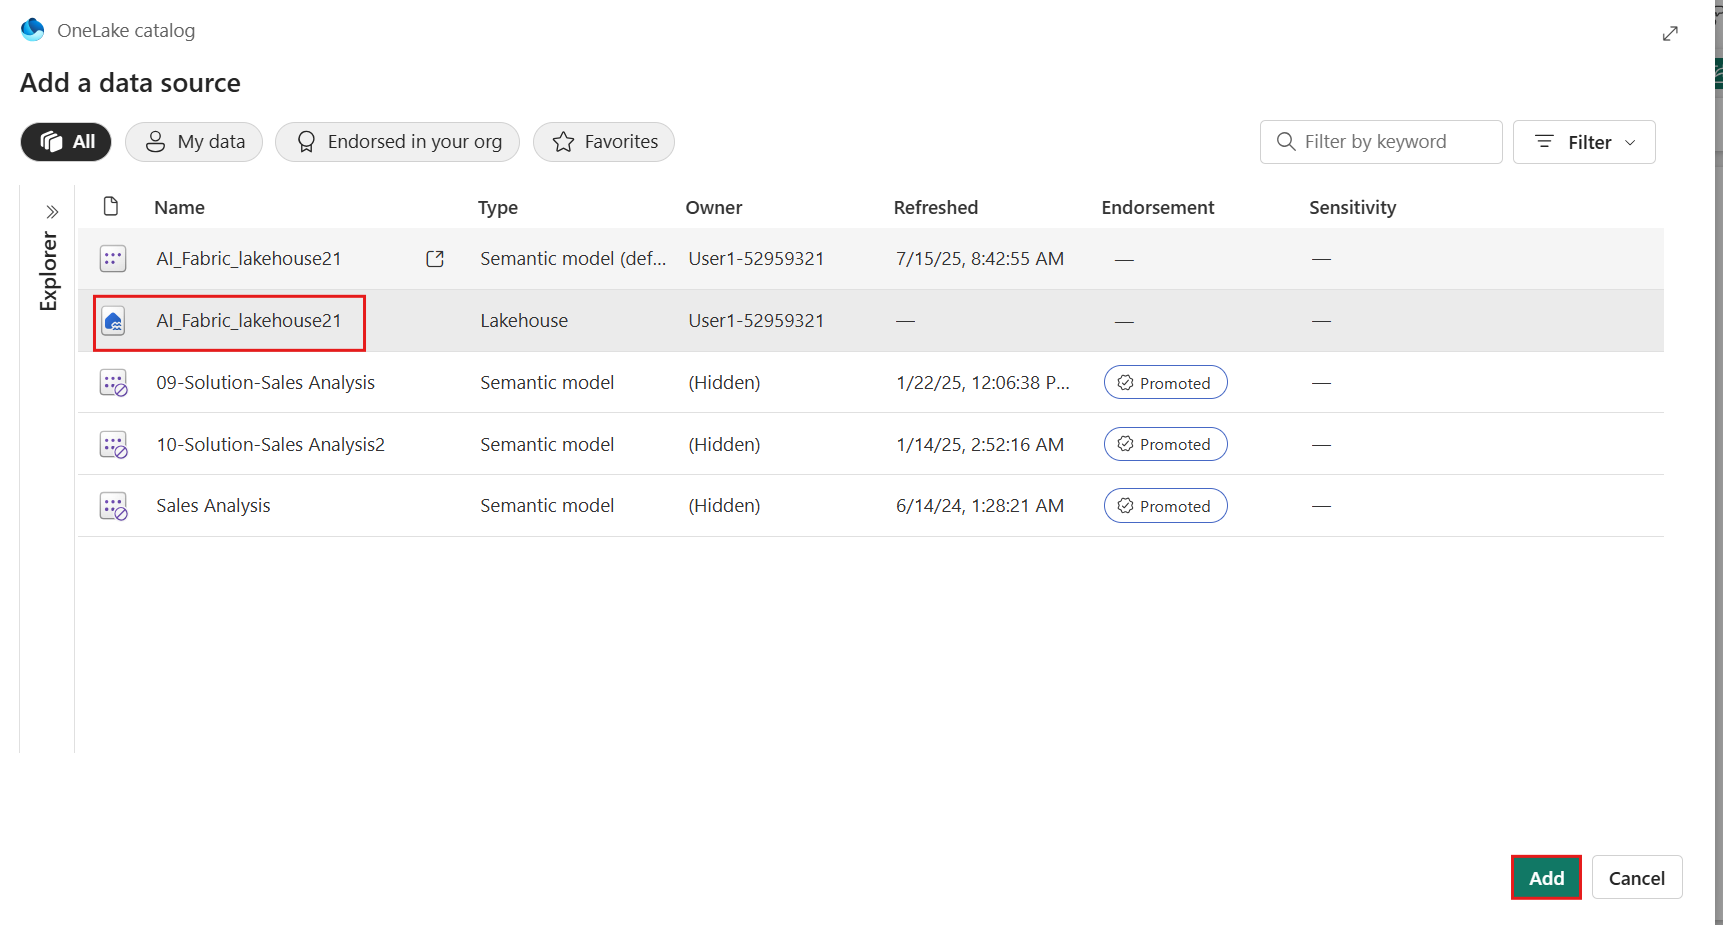 OneLake catalog
Add a data source
All My data Endorsed in your org Favorites Filter by keyword Filter
Explorer
Name Type Owner Refreshed Endorsement Sensitivity
AI_Fabric_lakehouse21 Semantic model (def... User1-52959321 7/15/25, 8:42:55 AM —  —
AI_Fabric_lakehouse21 Lakehouse User1-52959321 — — —
09-Solution-Sales Analysis Semantic model (Hidden) 1/22/25, 12:06:38 P... Promoted —
10-Solution-Sales Analysis2 Semantic model (Hidden) 1/14/25, 2:52:16 AM Promoted —
Sales Analysis Semantic model (Hidden) 6/14/24, 1:28:21 AM Promoted —
Add Cancel